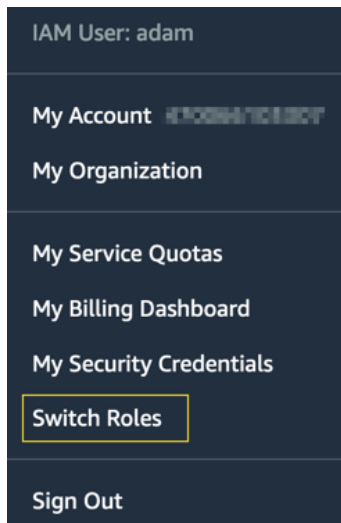 IAM User: adam
My Account
My Organization
My Service Quotas
My Billing Dashboard
My Security Credentials
Switch Roles
Sign Out